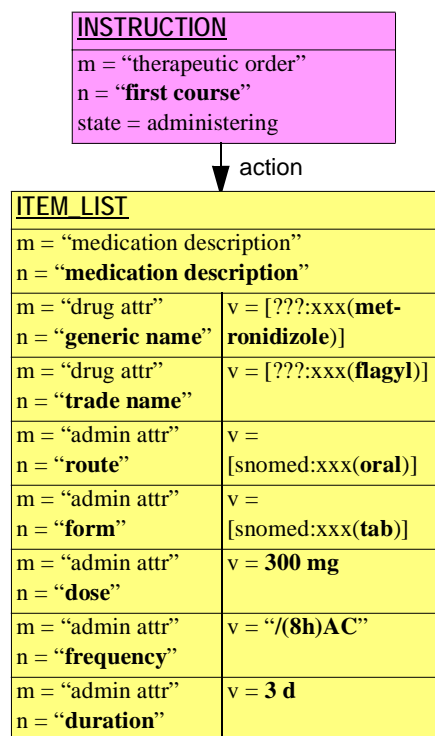 INSTRUCTION
m = “therapeutic order”
n = “first course”
state = administering
action
ITEM_LIST
m = “medication description”
n = “medication description”
m = “drug attr”
n = “generic name”
v = [???:xxx(met-
ronidizole)]
m = “drug attr”
n = “trade name”
v = [???:xxx(flagyl)]
m = “admin attr”
n = “route”
v =
[snomed:xxx(oral)]
m = “admin attr”
n = “form”
v =
[snomed:xxx(tab)]
m = “admin attr”
n = “dose”
v = 300 mg
m = “admin attr”
n = “frequency”
v = “/(8h)AC”
m = “admin attr”
n = “duration”
v = 3 d